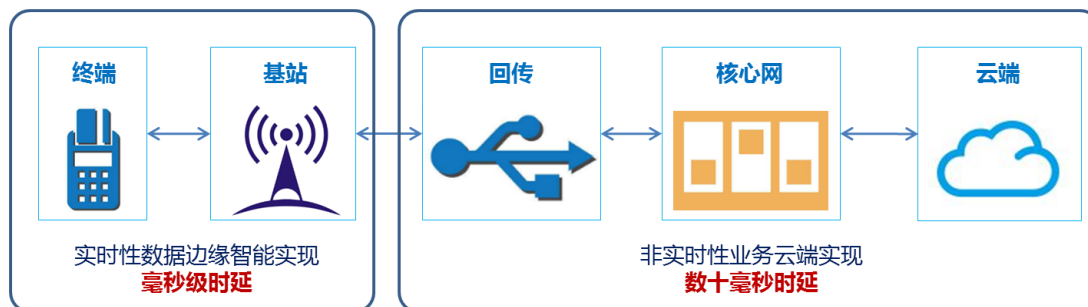 终端
基站
回传
核心网
云端
实时性数据边缘智能实现
毫秒级时延
非实时性业务云端实现
数十毫秒时延